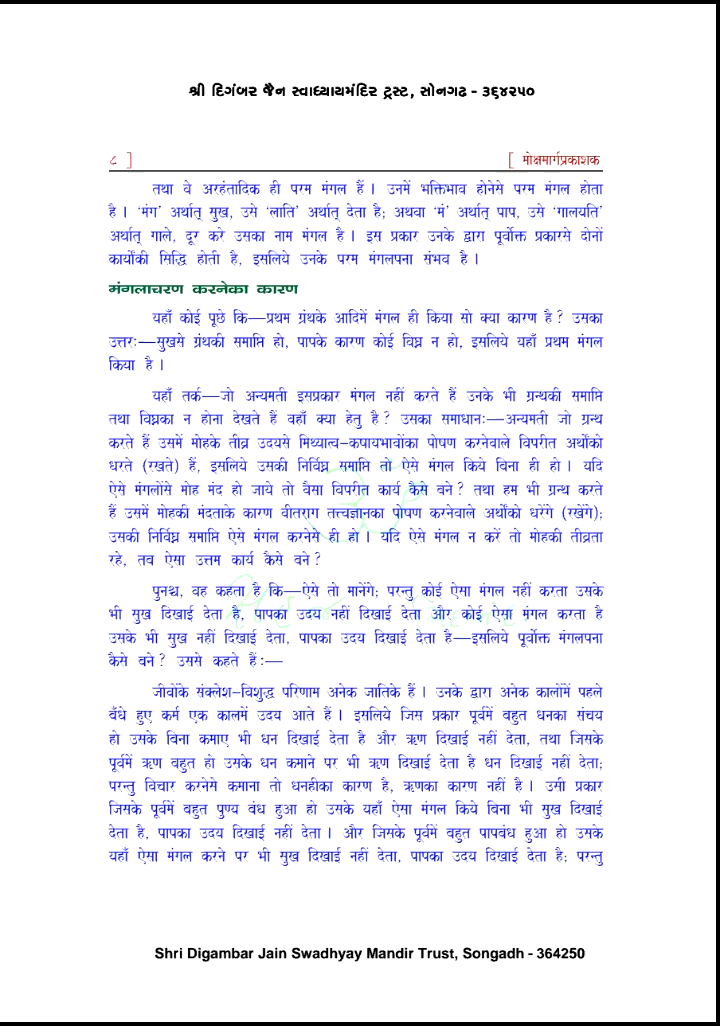 શ્રી દિગંબર જૈન સ્વાધ્યાયમંદિર ટ્રસ્ટ, સોનગઢ - ૩૬૪૨૫૦
८ ]
[ मोक्षमार्गप्रकाशक
तथा वे अरहंतादिक ही परम मंगल हैं । उनमें भक्तिभाव होनेसे परम मंगल होता
है । ‘मंग’ अर्थात् सुख, उसे ‘लाति’ अर्थात् देता है; अथवा ‘मं’ अर्थात् पाप, उसे ‘गालयति’
अर्थात् गाले, दूर करे उसका नाम मंगल है । इस प्रकार उनके द्वारा पूर्वोक्त प्रकारसे दोनों
कार्योंकी सिद्धि होती है, इसलिये उनके परम मंगलपना संभव है ।
मंगलाचरण करनेका कारण
यहाँ कोई पूछे कि—प्रथम ग्रंथके आदिमें मंगल ही किया सो क्या कारण है ? उसका
उत्तरः—सुखसे ग्रंथकी समाप्ति हो, पापके कारण कोई विघ्न न हो, इसलिये यहाँ प्रथम मंगल
किया है ।
यहाँ तर्क—जो अन्यमती इसप्रकार मंगल नहीं करते हैं उनके भी ग्रन्थकी समाप्ति
तथा विघ्नका न होना देखते हैं वहाँ क्या हेतु है ? उसका समाधानः—अन्यमती जो ग्रन्थ
करते हैं उसमें मोहके तीव्र उदयसे मिथ्यात्व-कषायभावोंका पोषण करनेवाले विपरीत अर्थोंको
धरते (रखते) हैं, इसलिये उसकी निर्विघ्न समाप्ति तो ऐसे मंगल किये बिना ही हो । यदि
ऐसे मंगलोंसे मोह मंद हो जाये तो वैसा विपरीत कार्य कैसे बने ? तथा हम भी ग्रन्थ करते
हैं उसमें मोहकी मंदताके कारण वीतराग तत्त्वज्ञानका पोषण करनेवाले अर्थोंको धरेंगे (रखेंगे);
उसकी निर्विघ्न समाप्ति ऐसे मंगल करनेसे ही हो । यदि ऐसे मंगल न करें तो मोहकी तीव्रता
रहे, तब ऐसा उत्तम कार्य कैसे बने ?
पुनश्च, वह कहता है कि—ऐसे तो मानेंगे; परन्तु कोई ऐसा मंगल नहीं करता उसके
भी सुख दिखाई देता है, पापका उदय नहीं दिखाई देता और कोई ऐसा मंगल करता है
उसके भी सुख नहीं दिखाई देता, पापका उदय दिखाई देता है—इसलिये पूर्वोक्त मंगलपना
कैसे बने ? उससे कहते हैं :—
जीवोंके संक्लेश-विशुद्ध परिणाम अनेक जातिके हैं । उनके द्वारा अनेक कालोंमें पहले
बँधे हुए कर्म एक कालमें उदय आते हैं । इसलिये जिस प्रकार पूर्वमें बहुत धनका संचय
हो उसके बिना कमाए भी धन दिखाई देता है और ऋण दिखाई नहीं देता, तथा जिसके
पूर्वमें ऋण बहुत हो उसके धन कमाने पर भी ऋण दिखाई देता है धन दिखाई नहीं देता;
परन्तु विचार करनेसे कमाना तो धनहीका कारण है, ऋणका कारण नहीं है । उसी प्रकार
जिसके पूर्वमें बहुत पुण्य बंध हुआ हो उसके यहाँ ऐसा मंगल किये बिना भी सुख दिखाई
देता है, पापका उदय दिखाई नहीं देता । और जिसके पूर्वमें बहुत पापबंध हुआ हो उसके
यहाँ ऐसा मंगल करने पर भी सुख दिखाई नहीं देता, पापका उदय दिखाई देता है; परन्तु
Shri Digambar Jain Swadhyay Mandir Trust, Songadh - 364250